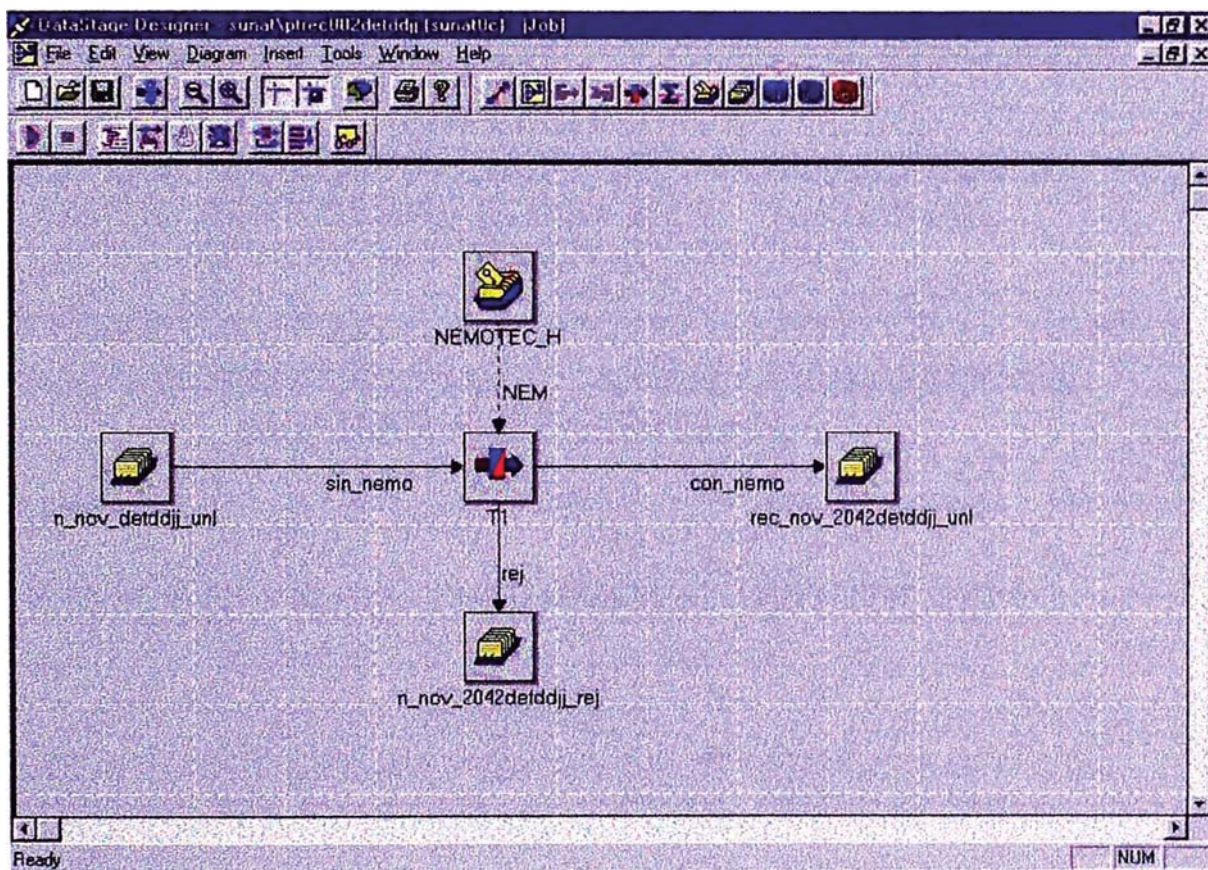 DataStage Designer - sunat\ptrec002detddjj (sunat0c) - [Job]
File Edit View Diagram Insert Tools Window Help
NEMOTEC_H
NEM
sin_nemo
con_nemo
n_nov_detddjj_unl
T1
rec_nov_2042detddjj_unl
rej
n_nov_2042detddjj_rej
Ready
NUM